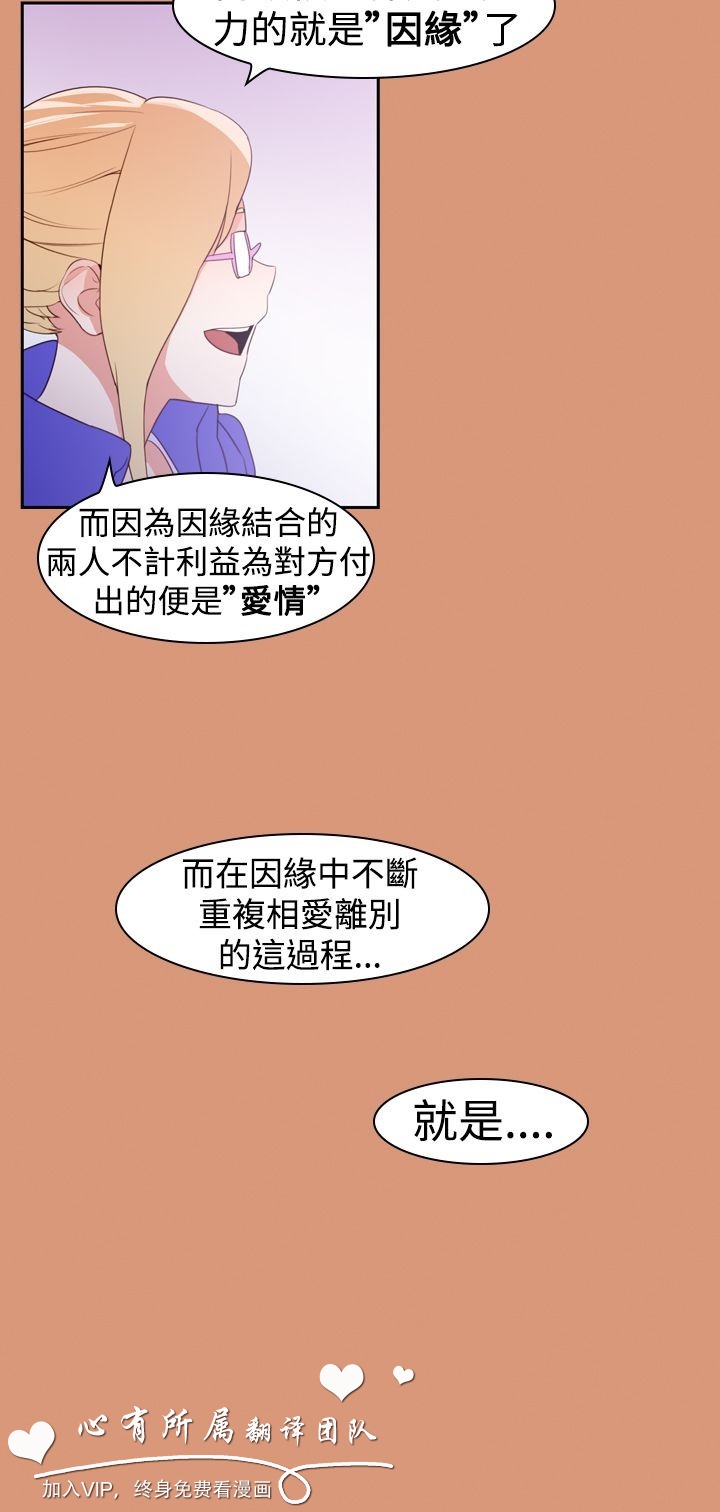 力的就是”因緣”了
而因為因緣結合的
兩人不計利益為對方付
出的便是”愛情”
而在因緣中不斷
重複相愛離別
的這過程...
就是....
心有所属翻译团队
加入VIP，终身免费看漫画